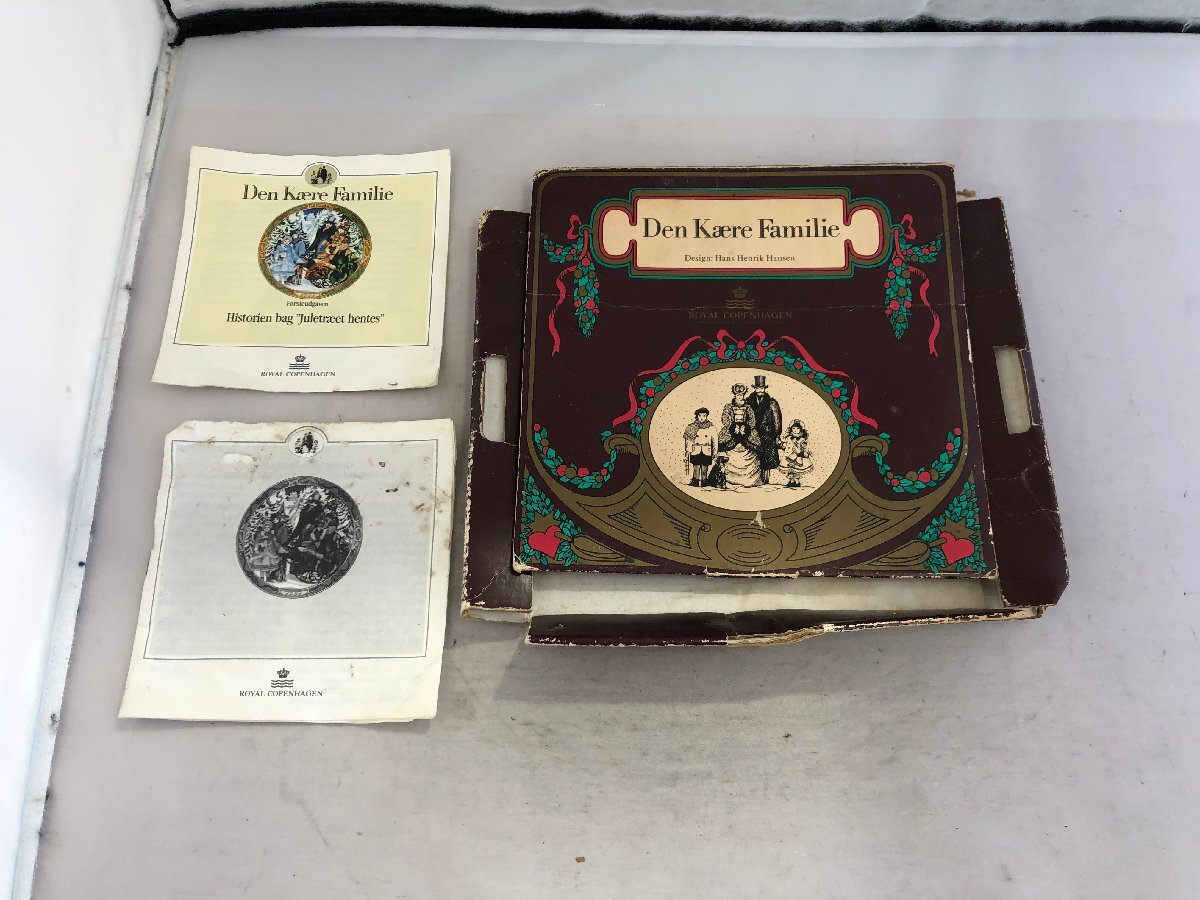 Den Kære Familie
Førsteudgaven
Historien bag "Juletræet hentes"
ROYAL COPENHAGEN
ROYAL COPENHAGEN
Den Kære Familie
Design: Hans Henrik Hansen
ROYAL COPENHAGEN